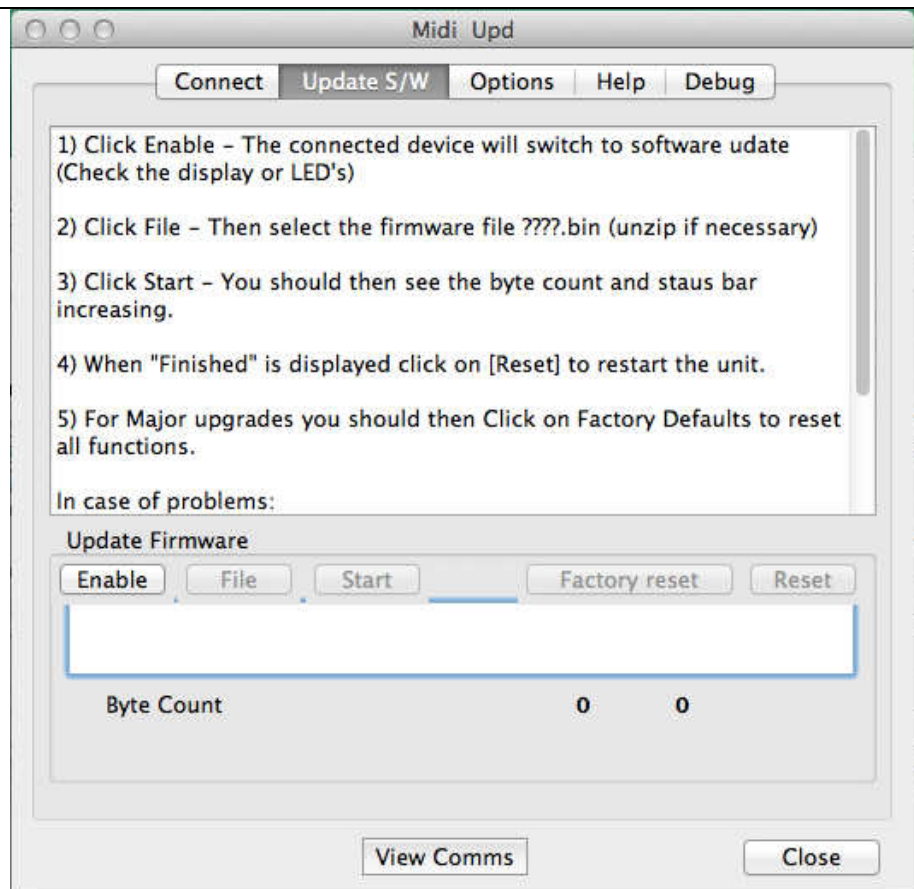 Midi Upd
Connect Update S/W Options Help Debug
1) Click Enable – The connected device will switch to software udate
(Check the display or LED's)
2) Click File – Then select the firmware file ????.bin (unzip if necessary)
3) Click Start – You should then see the byte count and staus bar
increasing.
4) When "Finished" is displayed click on [Reset] to restart the unit.
5) For Major upgrades you should then Click on Factory Defaults to reset
all functions.
In case of problems:
Update Firmware
Enable File Start Factory reset Reset
Byte Count 0 0
View Comms Close